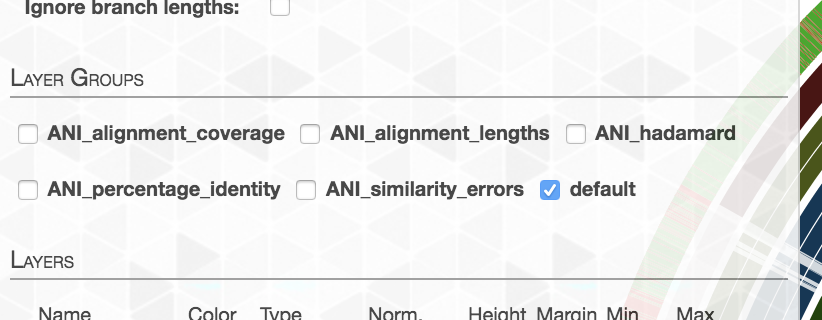 Ignore branch lengths:
LAYER GROUPS
ANI_alignment_coverage ANI_alignment_lengths ANI_hadamard
ANI_percentage_identity ANI_similarity_errors default
LAYERS
Name Color Type Norm. Height Margin Min Max